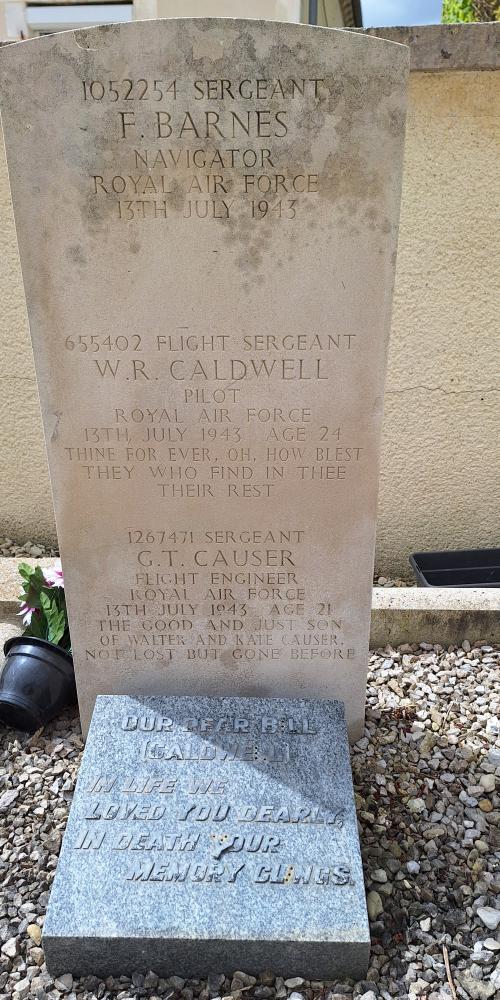 1052254 SERGEANT
F. BARNES
NAVIGATOR
ROYAL AIR FORCE
13TH JULY 1943
655402 FLIGHT SERGEANT
W.R. CALDWELL
PILOT
ROYAL AIR FORCE
13TH JULY 1943 AGE 24
THINE FOR EVER, OH, HOW BLEST
THEY WHO FIND IN THEE
THEIR REST
1267471 SERGEANT
G.T. CAUSER
FLIGHT ENGINEER
ROYAL AIR FORCE
13TH JULY 1943 AGE 21
THE GOOD AND JUST SON
OF WALTER AND KATE CAUSER.
NOT LOST BUT GONE BEFORE
OUR DEAR BILL
(CALDWELL)
IN LIFE WE
LOVED YOU DEARLY,
IN DEATH YOUR
MEMORY CLINGS.